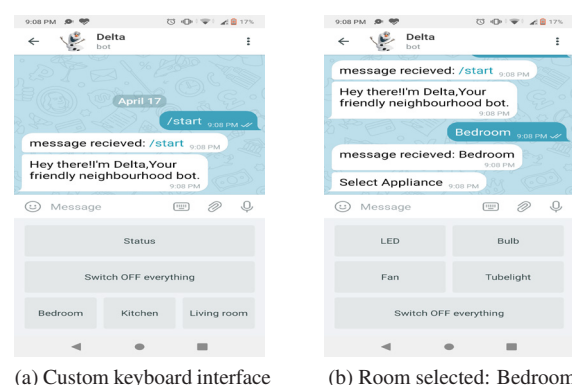 9:08 PM
17%
Delta
bot
April 17
/start 9:08 PM
message recieved: /start 9:08 PM
Hey there!I'm Delta,Your
friendly neighbourhood bot.
9:08 PM
Message
Status
Switch OFF everything
Bedroom Kitchen Living room
(a) Custom keyboard interface
9:08 PM
17%
Delta
bot
message recieved: /start
9:08 PM
Hey there!I'm Delta,Your
friendly neighbourhood bot.
9:08 PM
Bedroom 9:08 PM
message recieved: Bedroom
9:08 PM
Select Appliance 9:08 PM
Message
LED Bulb
Fan Tubelight
Switch OFF everything
(b) Room selected: Bedroom